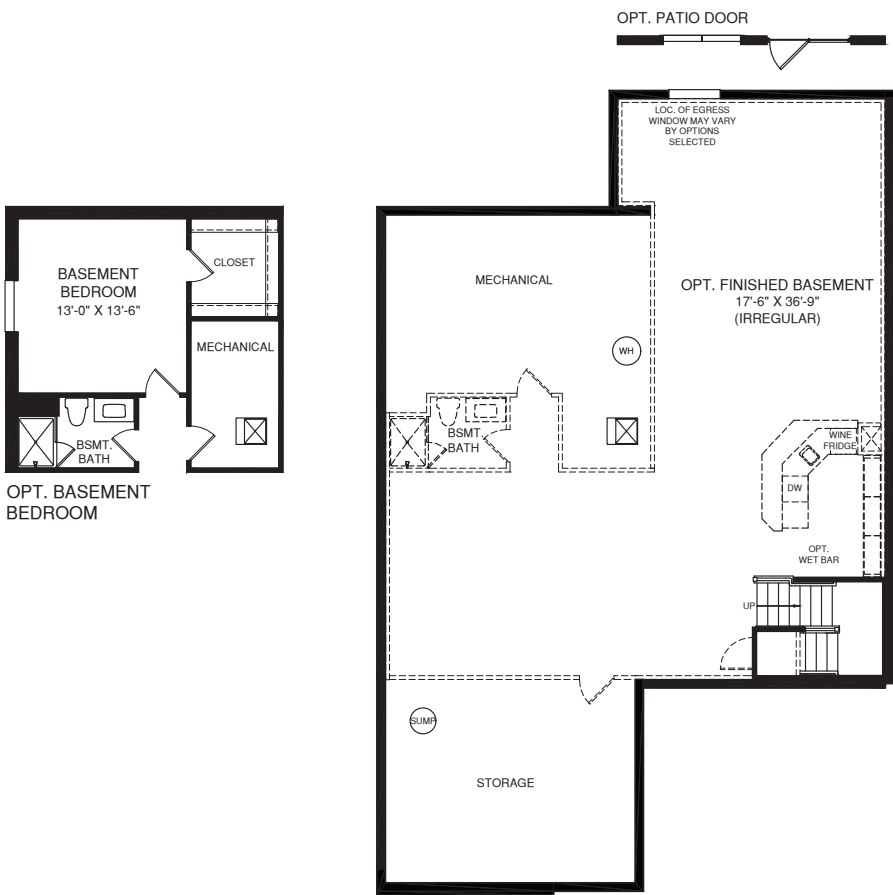 OPT. PATIO DOOR
LOC. OF EGRESS
WINDOW MAY VARY
BY OPTIONS
SELECTED
BASEMENT
BEDROOM
13'-0" X 13'-6"
CLOSET
MECHANICAL
BSMT.
BATH
OPT. BASEMENT
BEDROOM
MECHANICAL
OPT. FINISHED BASEMENT
17'-6" X 36'-9"
(IRREGULAR)
WH
BSMT.
BATH
WINE
FRIDGE
DW
OPT.
WET BAR
UP
SUMP
STORAGE